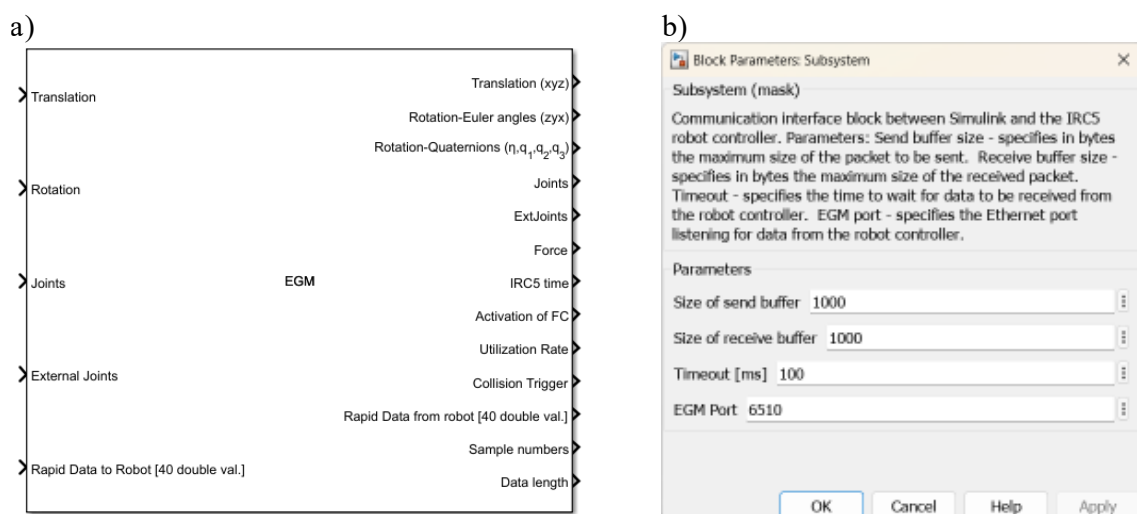 a)
Translation
Rotation
Joints
External Joints
Rapid Data to Robot [40 double val.]
EGM
Translation (xyz)
Rotation-Euler angles (zyx)
Rotation-Quaternions (η,q1,q2,q3)
Joints
ExtJoints
Force
IRC5 time
Activation of FC
Utilization Rate
Collision Trigger
Rapid Data from robot [40 double val.]
Sample numbers
Data length
b)
Block Parameters: Subsystem
Subsystem (mask)
Communication interface block between Simulink and the IRC5
robot controller. Parameters: Send buffer size - specifies in bytes
the maximum size of the packet to be sent. Receive buffer size -
specifies in bytes the maximum size of the received packet.
Timeout - specifies the time to wait for data to be received from
the robot controller. EGM port - specifies the Ethernet port
listening for data from the robot controller.
Parameters
Size of send buffer 1000
Size of receive buffer 1000
Timeout [ms] 100
EGM Port 6510
OK Cancel Help Apply